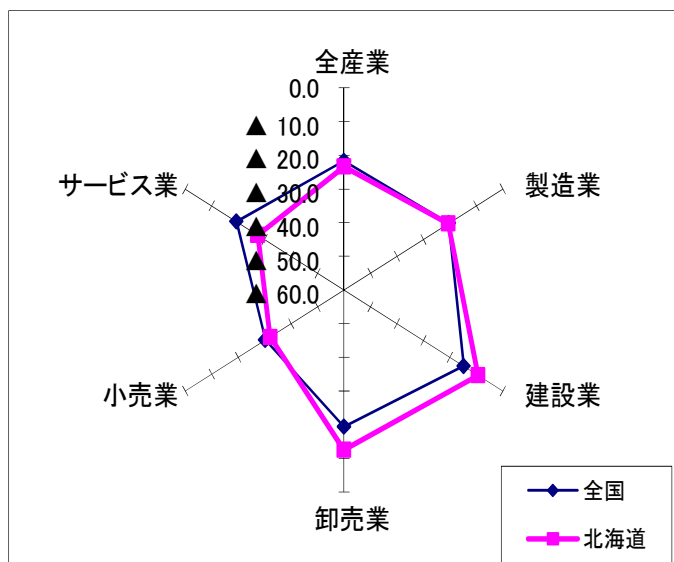 全産業
0.0
▲ 10.0
▲ 20.0
▲ 30.0
▲ 40.0
▲ 50.0
▲ 60.0
製造業
建設業
卸売業
小売業
サービス業
全国
北海道